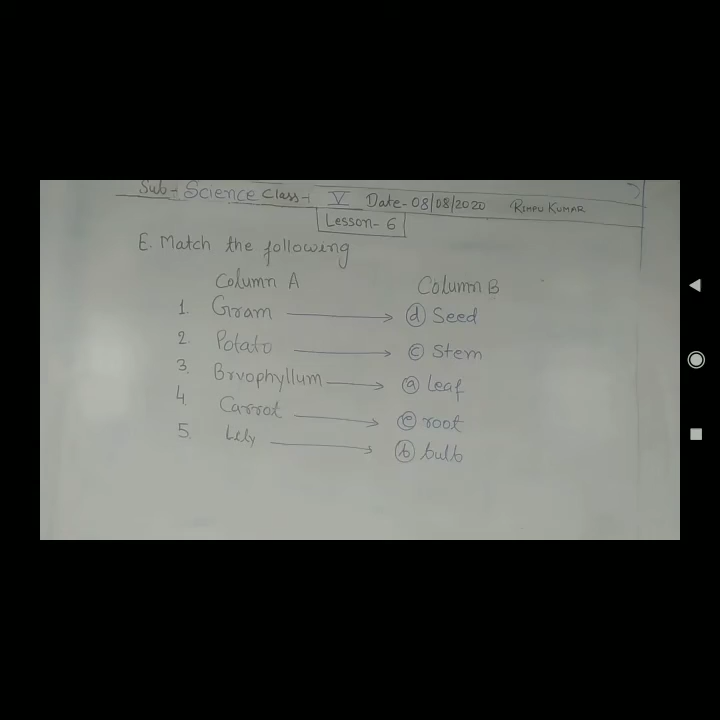 Sub- Science Class- V Date- 08/08/2020 RIMPU KUMAR
Lesson- 6
E. Match the following
Column A Column B
1. Gram → (d) Seed
2. Potato → (c) Stem
3. Bryophyllum → (a) leaf
4. Carrot → (e) root
5. Lily → (b) bulb